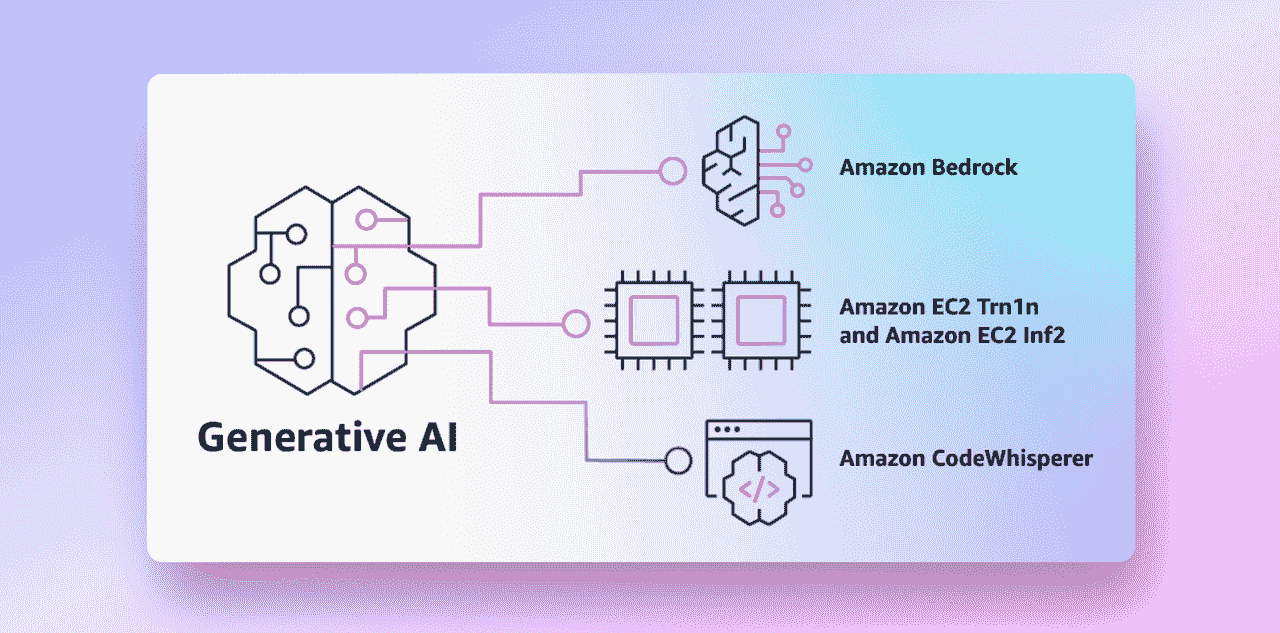 Amazon Bedrock
Amazon EC2 Trn1n
and Amazon EC2 Inf2
Generative AI
</>
Amazon CodeWhisperer